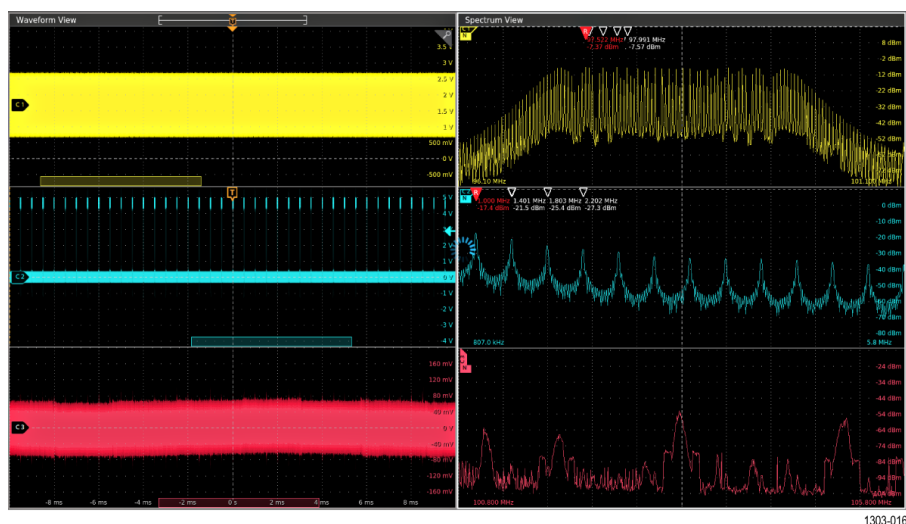 Waveform View
T
3.5 V
3 V
2.5 V
2 V
1.5 V
1 V
500 mV
0 V
-500 mV
C1
T
5 V
4 V
2 V
1 V
0 V
-1 V
-2 V
-3 V
-4 V
C2
160 mV
120 mV
80 mV
40 mV
0 V
-40 mV
-80 mV
-120 mV
-160 mV
C3
-8 ms -6 ms -4 ms -2 ms 0 s 2 ms 4 ms 6 ms 8 ms
Spectrum View
N
R
97.991 MHz
-7.37 dBm -7.57 dBm
8 dBm
-2 dBm
-12 dBm
-22 dBm
-32 dBm
-42 dBm
-52 dBm
96.10 MHz
N
R
1.000 MHz 1.401 MHz 1.803 MHz 2.202 MHz
-17.4 dBm -21.5 dBm -25.4 dBm -27.3 dBm
0 dBm
-10 dBm
-20 dBm
-30 dBm
-40 dBm
-50 dBm
-60 dBm
-70 dBm
-80 dBm
807.0 kHz 5.8 MHz
N
-24 dBm
-34 dBm
-44 dBm
-54 dBm
-64 dBm
-74 dBm
-84 dBm
-94 dBm
100.800 MHz 105.800 MHz
1303-016